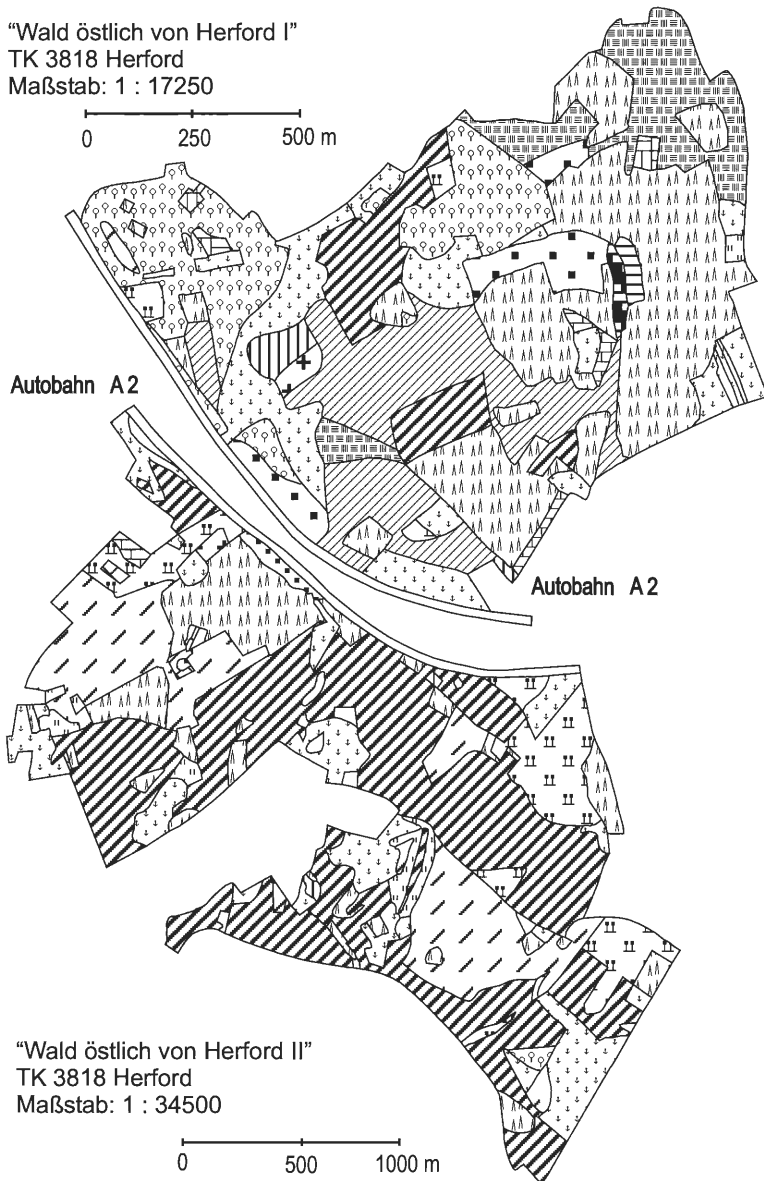 “Wald östlich von Herford I”
TK 3818 Herford
Maßstab: 1 : 17250
0 250 500 m
Autobahn A 2
Autobahn A 2
“Wald östlich von Herford II”
TK 3818 Herford
Maßstab: 1 : 34500
0 500 1000 m